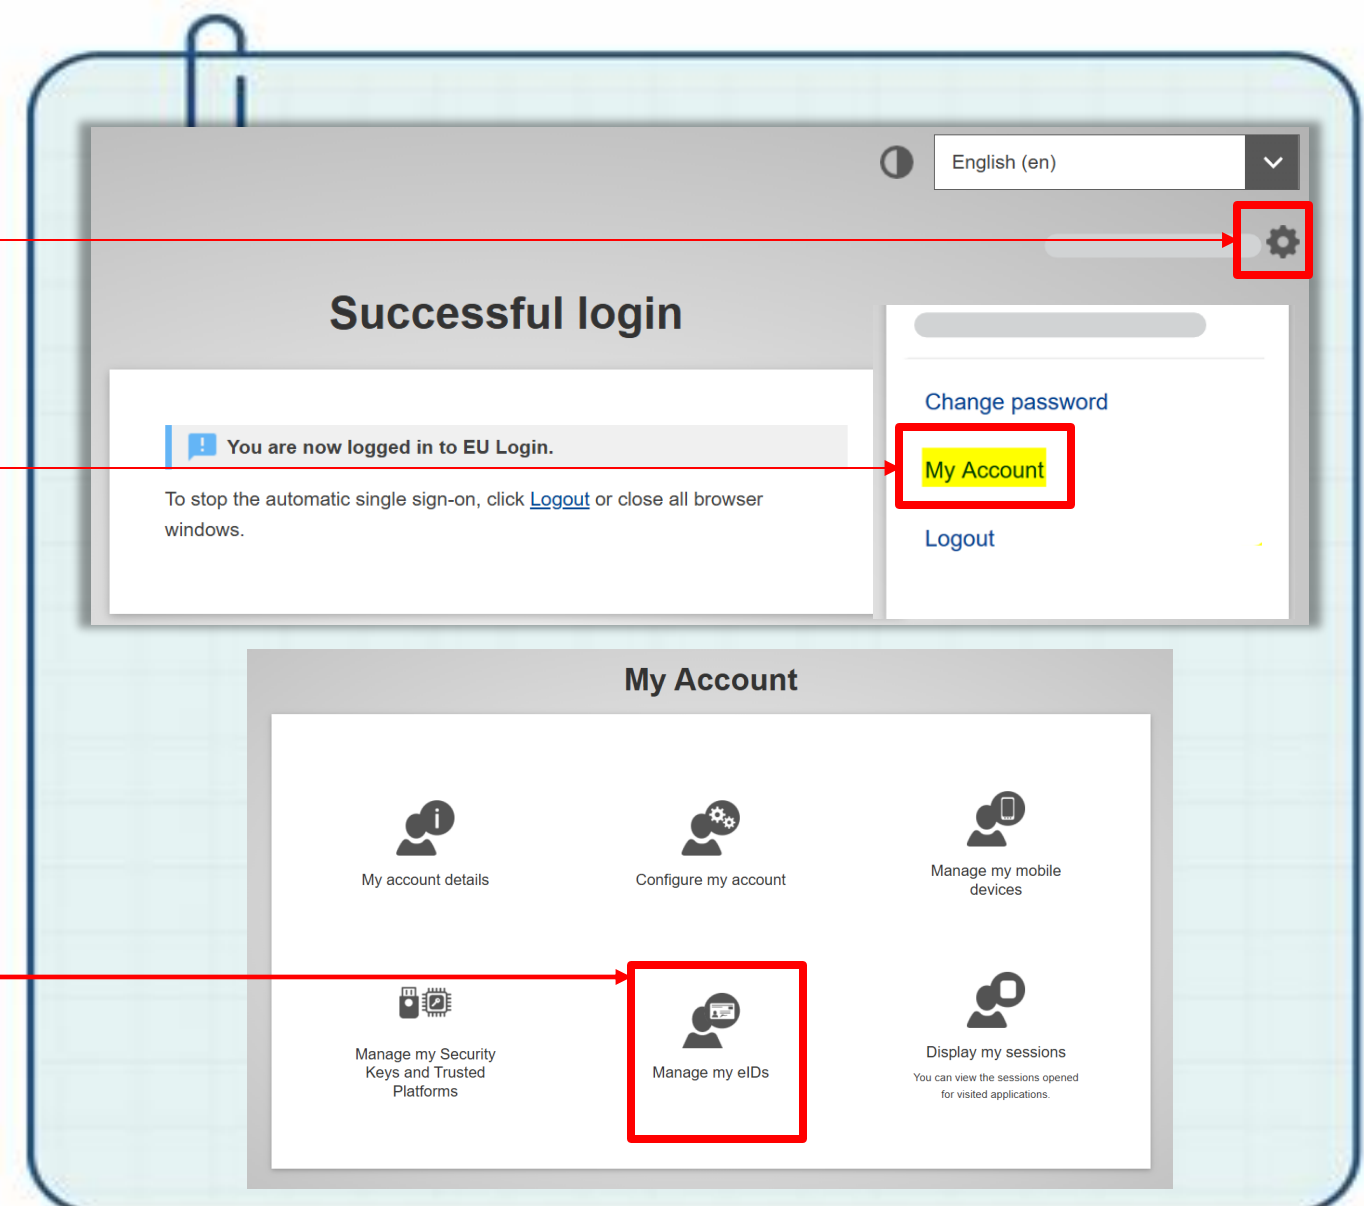 English (en)
Successful login
You are now logged in to EU Login.
To stop the automatic single sign-on, click Logout or close all browser
windows.
Change password
My Account
Logout
My Account
My account details
Configure my account
Manage my mobile
devices
Manage my Security
Keys and Trusted
Platforms
Manage my eIDs
Display my sessions
You can view the sessions opened
for visited applications.